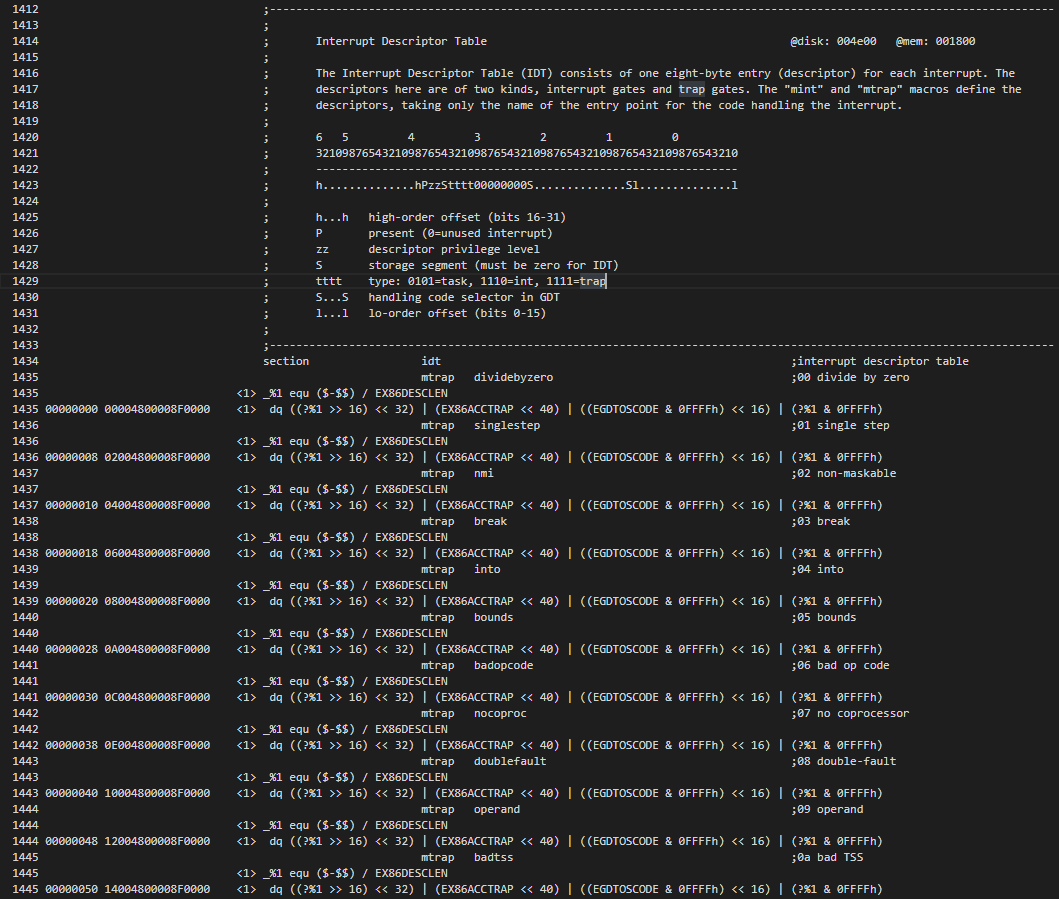 1412 ;-----------------------------------------------------------------------------------------------------------------------
1413 ;
1414 ; Interrupt Descriptor Table @disk: 004e00 @mem: 001800
1415 ;
1416 ; The Interrupt Descriptor Table (IDT) consists of one eight-byte entry (descriptor) for each interrupt. The
1417 ; descriptors here are of two kinds, interrupt gates and trap gates. The "mint" and "mtrap" macros define the
1418 ; descriptors, taking only the name of the entry point for the code handling the interrupt.
1419 ;
1420 ; 6  5         4         3         2         1         0
1421 ; 3210987654321098765432109876543210987654321098765432109876543210
1422 ; ----------------------------------------------------------------
1423 ; h..............hPzzStttt00000000S..............Sl..............l
1424 ;
1425 ; h...h high-order offset (bits 16-31)
1426 ; P present (0=unused interrupt)
1427 ; zz descriptor privilege level
1428 ; S storage segment (must be zero for IDT)
1429 ; tttt type: 0101=task, 1110=int, 1111=trap
1430 ; S...S handling code selector in GDT
1431 ; l...l lo-order offset (bits 0-15)
1432 ;
1433 ;-----------------------------------------------------------------------------------------------------------------------
1434 section idt ;interrupt descriptor table
1435 mtrap dividebyzero ;00 divide by zero
1435 <1> _%1 equ ($-$$) / EX86DESCLEN
1435 00000000 00004800008F0000 <1> dq ((?%1 >> 16) << 32) | (EX86ACCTRAP << 40) | ((EGDTOSCODE & 0FFFFh) << 16) | (?%1 & 0FFFFh)
1436 mtrap singlestep ;01 single step
1436 <1> _%1 equ ($-$$) / EX86DESCLEN
1436 00000008 02004800008F0000 <1> dq ((?%1 >> 16) << 32) | (EX86ACCTRAP << 40) | ((EGDTOSCODE & 0FFFFh) << 16) | (?%1 & 0FFFFh)
1437 mtrap nmi ;02 non-maskable
1437 <1> _%1 equ ($-$$) / EX86DESCLEN
1437 00000010 04004800008F0000 <1> dq ((?%1 >> 16) << 32) | (EX86ACCTRAP << 40) | ((EGDTOSCODE & 0FFFFh) << 16) | (?%1 & 0FFFFh)
1438 mtrap break ;03 break
1438 <1> _%1 equ ($-$$) / EX86DESCLEN
1438 00000018 06004800008F0000 <1> dq ((?%1 >> 16) << 32) | (EX86ACCTRAP << 40) | ((EGDTOSCODE & 0FFFFh) << 16) | (?%1 & 0FFFFh)
1439 mtrap into ;04 into
1439 <1> _%1 equ ($-$$) / EX86DESCLEN
1439 00000020 08004800008F0000 <1> dq ((?%1 >> 16) << 32) | (EX86ACCTRAP << 40) | ((EGDTOSCODE & 0FFFFh) << 16) | (?%1 & 0FFFFh)
1440 mtrap bounds ;05 bounds
1440 <1> _%1 equ ($-$$) / EX86DESCLEN
1440 00000028 0A004800008F0000 <1> dq ((?%1 >> 16) << 32) | (EX86ACCTRAP << 40) | ((EGDTOSCODE & 0FFFFh) << 16) | (?%1 & 0FFFFh)
1441 mtrap badopcode ;06 bad op code
1441 <1> _%1 equ ($-$$) / EX86DESCLEN
1441 00000030 0C004800008F0000 <1> dq ((?%1 >> 16) << 32) | (EX86ACCTRAP << 40) | ((EGDTOSCODE & 0FFFFh) << 16) | (?%1 & 0FFFFh)
1442 mtrap nocoproc ;07 no coprocessor
1442 <1> _%1 equ ($-$$) / EX86DESCLEN
1442 00000038 0E004800008F0000 <1> dq ((?%1 >> 16) << 32) | (EX86ACCTRAP << 40) | ((EGDTOSCODE & 0FFFFh) << 16) | (?%1 & 0FFFFh)
1443 mtrap doublefault ;08 double-fault
1443 <1> _%1 equ ($-$$) / EX86DESCLEN
1443 00000040 10004800008F0000 <1> dq ((?%1 >> 16) << 32) | (EX86ACCTRAP << 40) | ((EGDTOSCODE & 0FFFFh) << 16) | (?%1 & 0FFFFh)
1444 mtrap operand ;09 operand
1444 <1> _%1 equ ($-$$) / EX86DESCLEN
1444 00000048 12004800008F0000 <1> dq ((?%1 >> 16) << 32) | (EX86ACCTRAP << 40) | ((EGDTOSCODE & 0FFFFh) << 16) | (?%1 & 0FFFFh)
1445 mtrap badtss ;0a bad TSS
1445 <1> _%1 equ ($-$$) / EX86DESCLEN
1445 00000050 14004800008F0000 <1> dq ((?%1 >> 16) << 32) | (EX86ACCTRAP << 40) | ((EGDTOSCODE & 0FFFFh) << 16) | (?%1 & 0FFFFh)